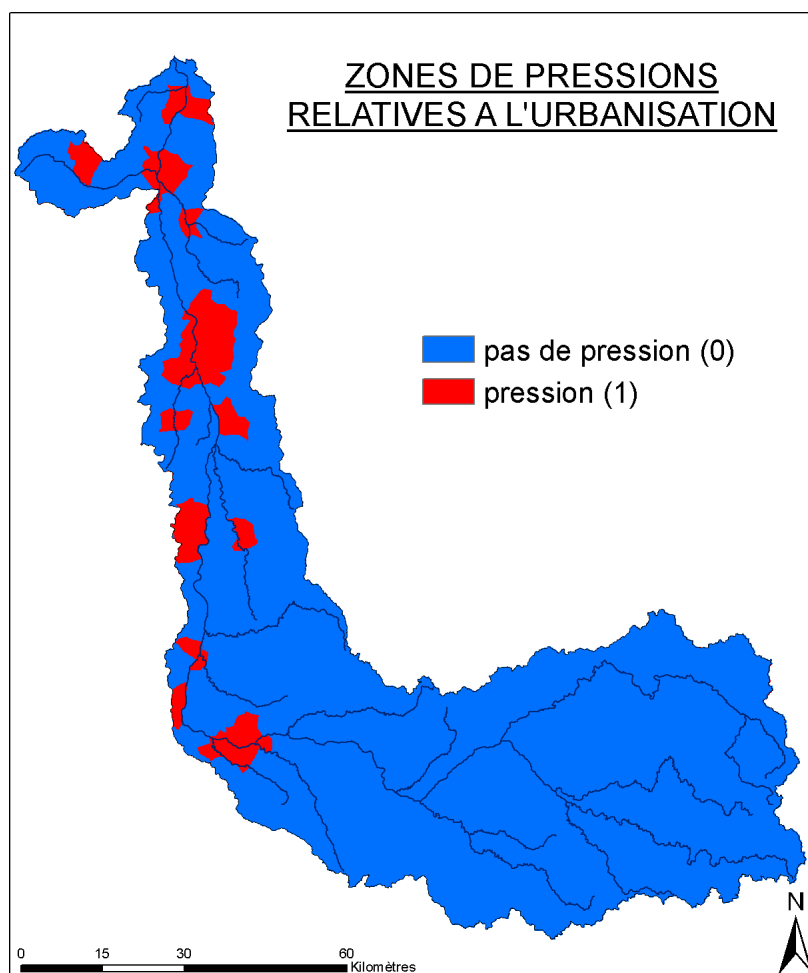 ZONES DE PRESSIONS
RELATIVES A L'URBANISATION
pas de pression (0)
pression (1)
N
0 15 30 60
Kilomètres